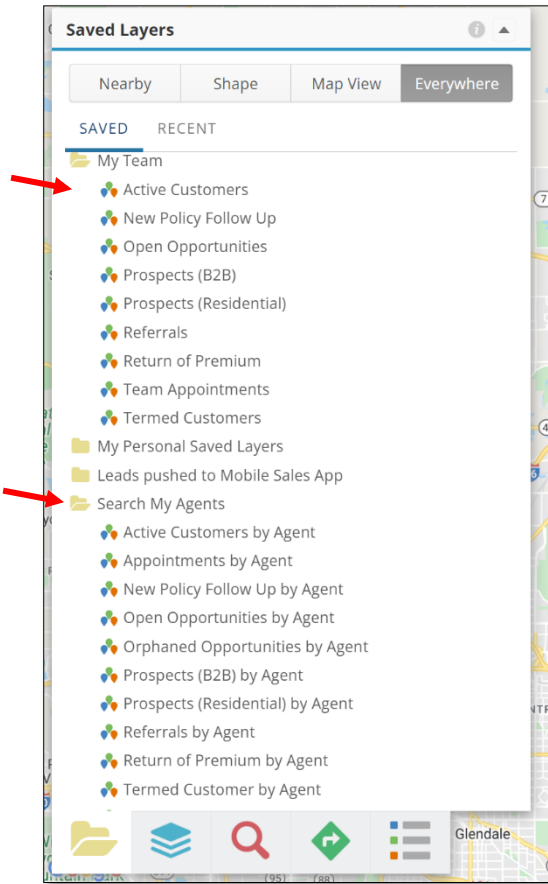 Saved Layers
Nearby Shape Map View Everywhere
SAVED RECENT
My Team
Active Customers
New Policy Follow Up
Open Opportunities
Prospects (B2B)
Prospects (Residential)
Referrals
Return of Premium
Team Appointments
Termed Customers
My Personal Saved Layers
Leads pushed to Mobile Sales App
Search My Agents
Active Customers by Agent
Appointments by Agent
New Policy Follow Up by Agent
Open Opportunities by Agent
Orphaned Opportunities by Agent
Prospects (B2B) by Agent
Prospects (Residential) by Agent
Referrals by Agent
Return of Premium by Agent
Termed Customer by Agent
Glendale